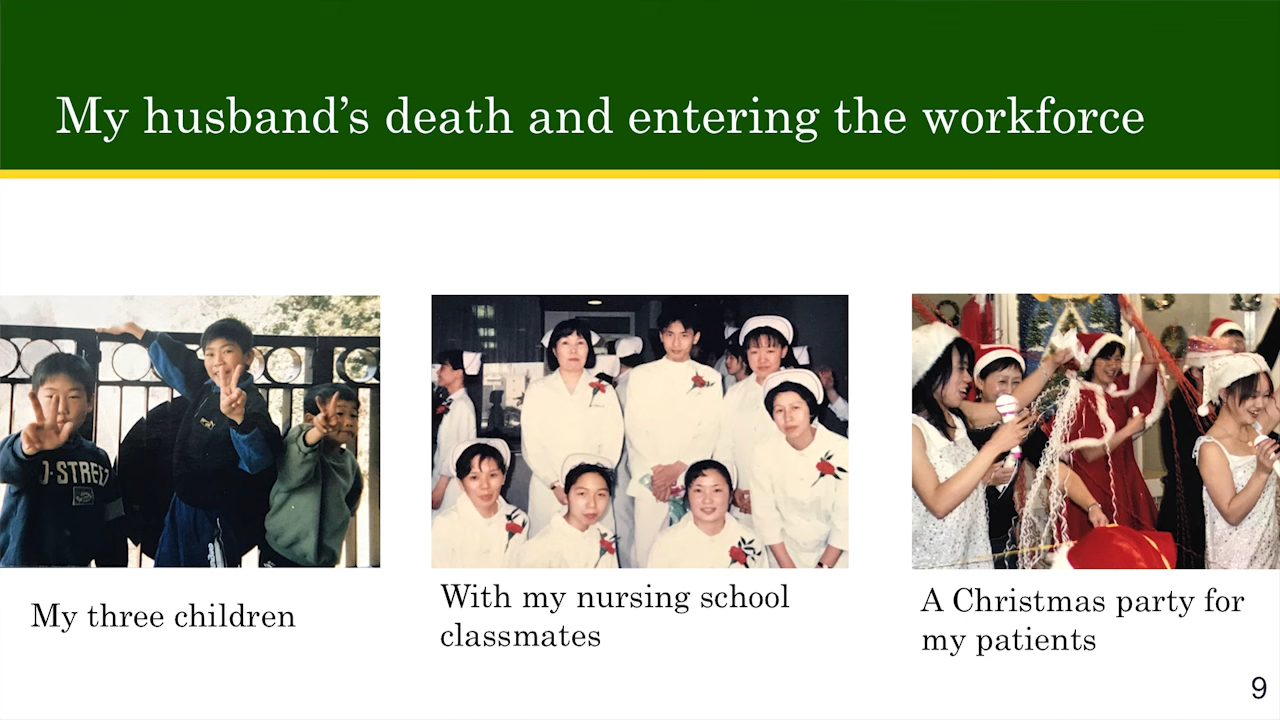 My husband’s death and entering the workforce
J-STREET
My three children
With my nursing school
classmates
A Christmas party for
my patients
9